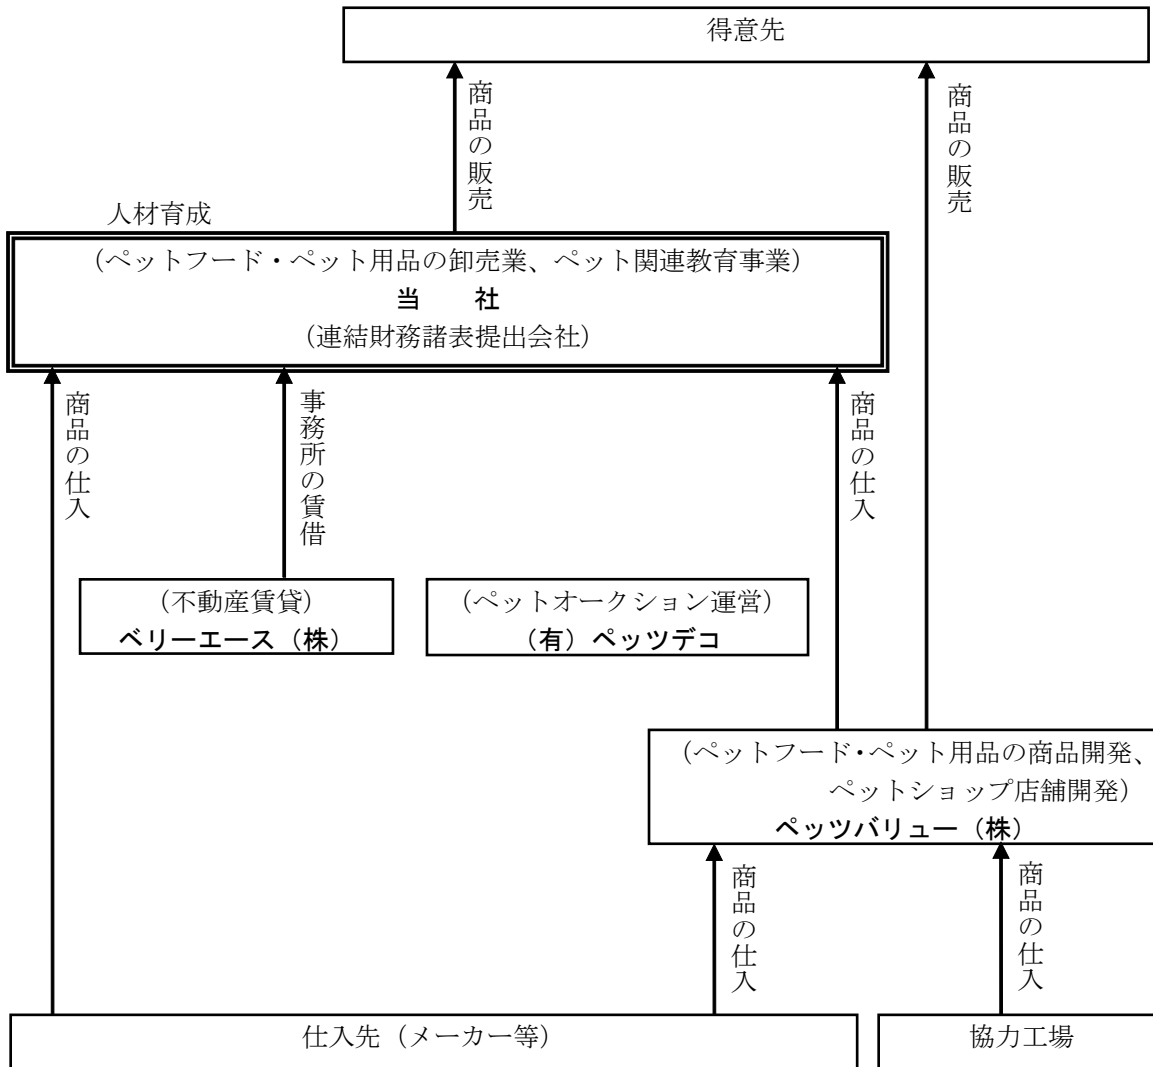 得意先
商品の販売
商品の販売
人材育成
(ペットフード・ペット用品の卸売業、ペット関連教育事業)
当　社
(連結財務諸表提出会社)
商品の仕入
事務所の賃借
商品の仕入
(不動産賃貸)
ベリーエース(株)
(ペットオークション運営)
(有)ペッツデコ
(ペットフード・ペット用品の商品開発、
ペットショップ店舗開発)
ペッツバリュー(株)
商品の仕入
商品の仕入
仕入先(メーカー等)
協力工場